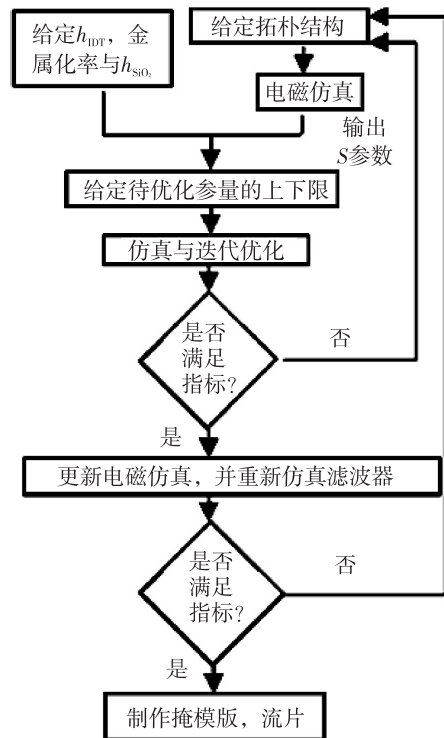 给定h_IDT，金
属化率与h_SiO₂
给定拓朴结构
电磁仿真
输出
S参数
给定待优化参量的上下限
仿真与迭代优化
是否
满足
指标？
否
是
更新电磁仿真，并重新仿真滤波器
是否
满足
指标？
否
是
制作掩模版，流片